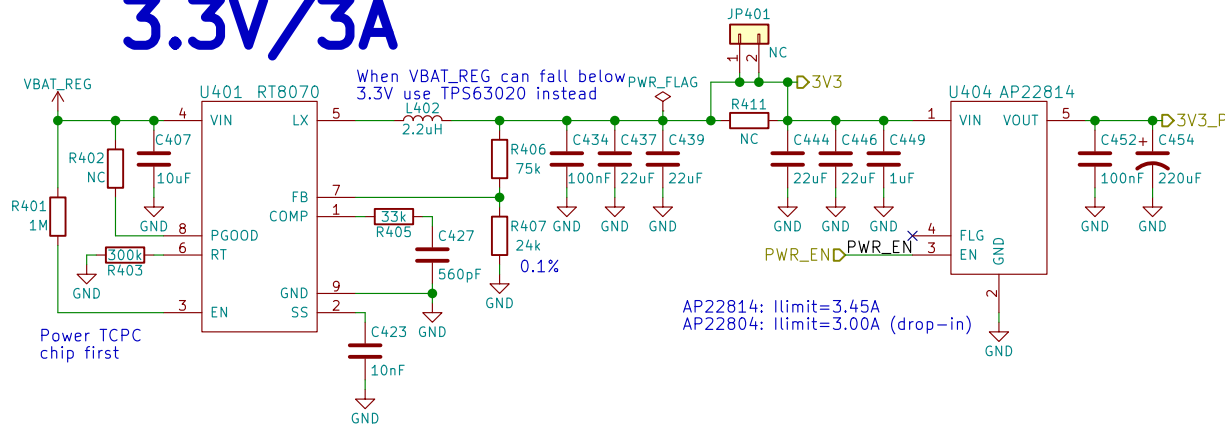 3.3V/3A
JP401
NC
1
2
VBAT_REG
When VBAT_REG can fall below
3.3V use TPS63020 instead
PWR_FLAG
3V3
U401 RT8070
L402
2.2uH
R411
NC
U404 AP22814
4 VIN
LX 5
1 VIN
VOUT 5
3V3_P
R402
NC
C407
10uF
GND
R406
75k
C434
100nF
GND
C437
22uF
GND
C439
22uF
GND
C444
22uF
GND
C446
22uF
GND
C449
1uF
GND
C452
100nF
GND
C454
+
220uF
GND
R401
1M
FB 7
COMP 1
33k
R405
R407
24k
0.1%
GND
8 PGOOD
6 RT
300k
R403
GND
C427
560pF
GND
GND 9
SS 2
3 EN
4 FLG
3 EN
GND
2
GND
PWR_EN
PWR_EN
Power TCPC
chip first
C423
10nF
GND
AP22814: Ilimit=3.45A
AP22804: Ilimit=3.00A (drop-in)